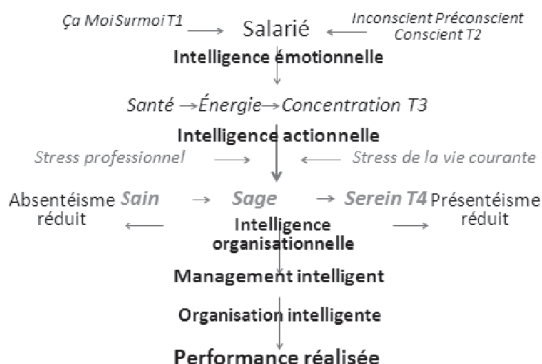 Ça Moi Surmoi T1 → Salarié ← Inconscient Préconscient
Conscient T2
Intelligence émotionnelle
Santé → Énergie → Concentration T3
Intelligence actionnelle
Stress professionnel → ← Stress de la vie courante
Absentéisme Sain → Sage → Serein T4 Présentéisme
réduit ← → réduit
Intelligence
organisationnelle
Management intelligent
Organisation intelligente
Performance réalisée